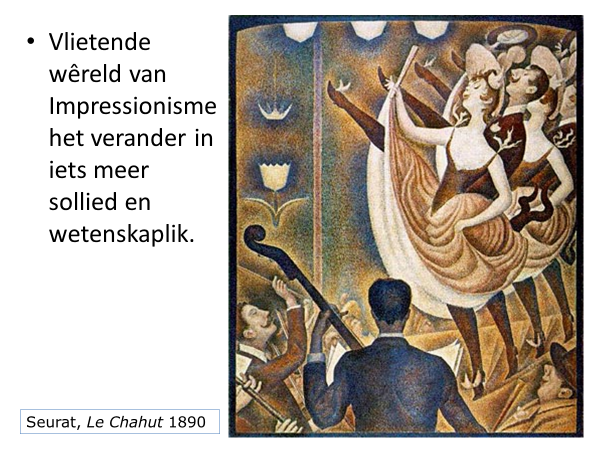 • Vlietende
wêreld van
Impressionisme
het verander in
iets meer
sollied en
wetenskaplik.
Seurat, Le Chahut 1890